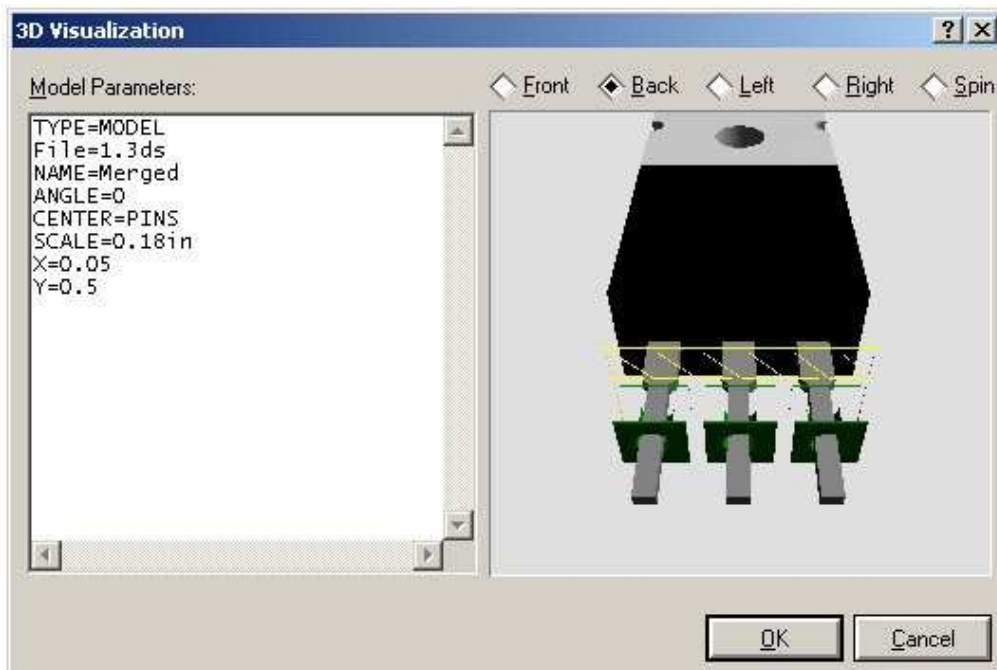 3D Visualization
Model Parameters:
Front Back Left Right Spin
TYPE=MODEL
File=1.3ds
NAME=Merged
ANGLE=0
CENTER=PINS
SCALE=0.18in
X=0.05
Y=0.5
OK Cancel